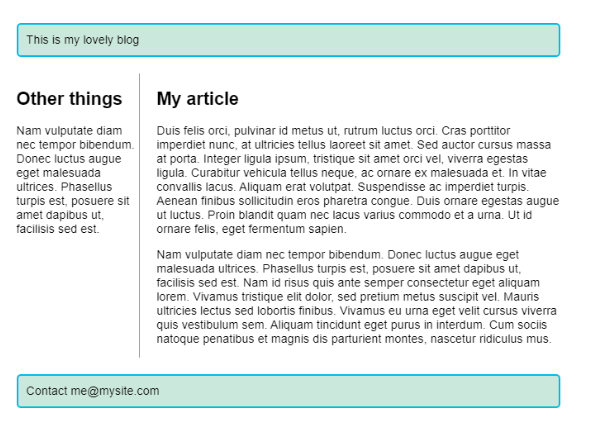 This is my lovely blog
Other things
Nam vulputate diam
nec tempor bibendum.
Donec luctus augue
eget malesuada
ultrices. Phasellus
turpis est, posuere sit
amet dapibus ut,
facilisis sed est.
My article
Duis felis orci, pulvinar id metus ut, rutrum luctus orci. Cras porttitor
imperdiet nunc, at ultricies tellus laoreet sit amet. Sed auctor cursus massa
at porta. Integer ligula ipsum, tristique sit amet orci vel, viverra egestas
ligula. Curabitur vehicula tellus neque, ac ornare ex malesuada et. In vitae
convallis lacus. Aliquam erat volutpat. Suspendisse ac imperdiet turpis.
Aenean finibus sollicitudin eros pharetra congue. Duis ornare egestas augue
ut luctus. Proin blandit quam nec lacus varius commodo et a urna. Ut id
ornare felis, eget fermentum sapien.
Nam vulputate diam nec tempor bibendum. Donec luctus augue eget
malesuada ultrices. Phasellus turpis est, posuere sit amet dapibus ut,
facilisis sed est. Nam id risus quis ante semper consectetur eget aliquam
lorem. Vivamus tristique elit dolor, sed pretium metus suscipit vel. Mauris
ultricies lectus sed lobortis finibus. Vivamus eu urna eget velit cursus viverra
quis vestibulum sem. Aliquam tincidunt eget purus in interdum. Cum sociis
natoque penatibus et magnis dis parturient montes, nascetur ridiculus mus.
Contact me@mysite.com